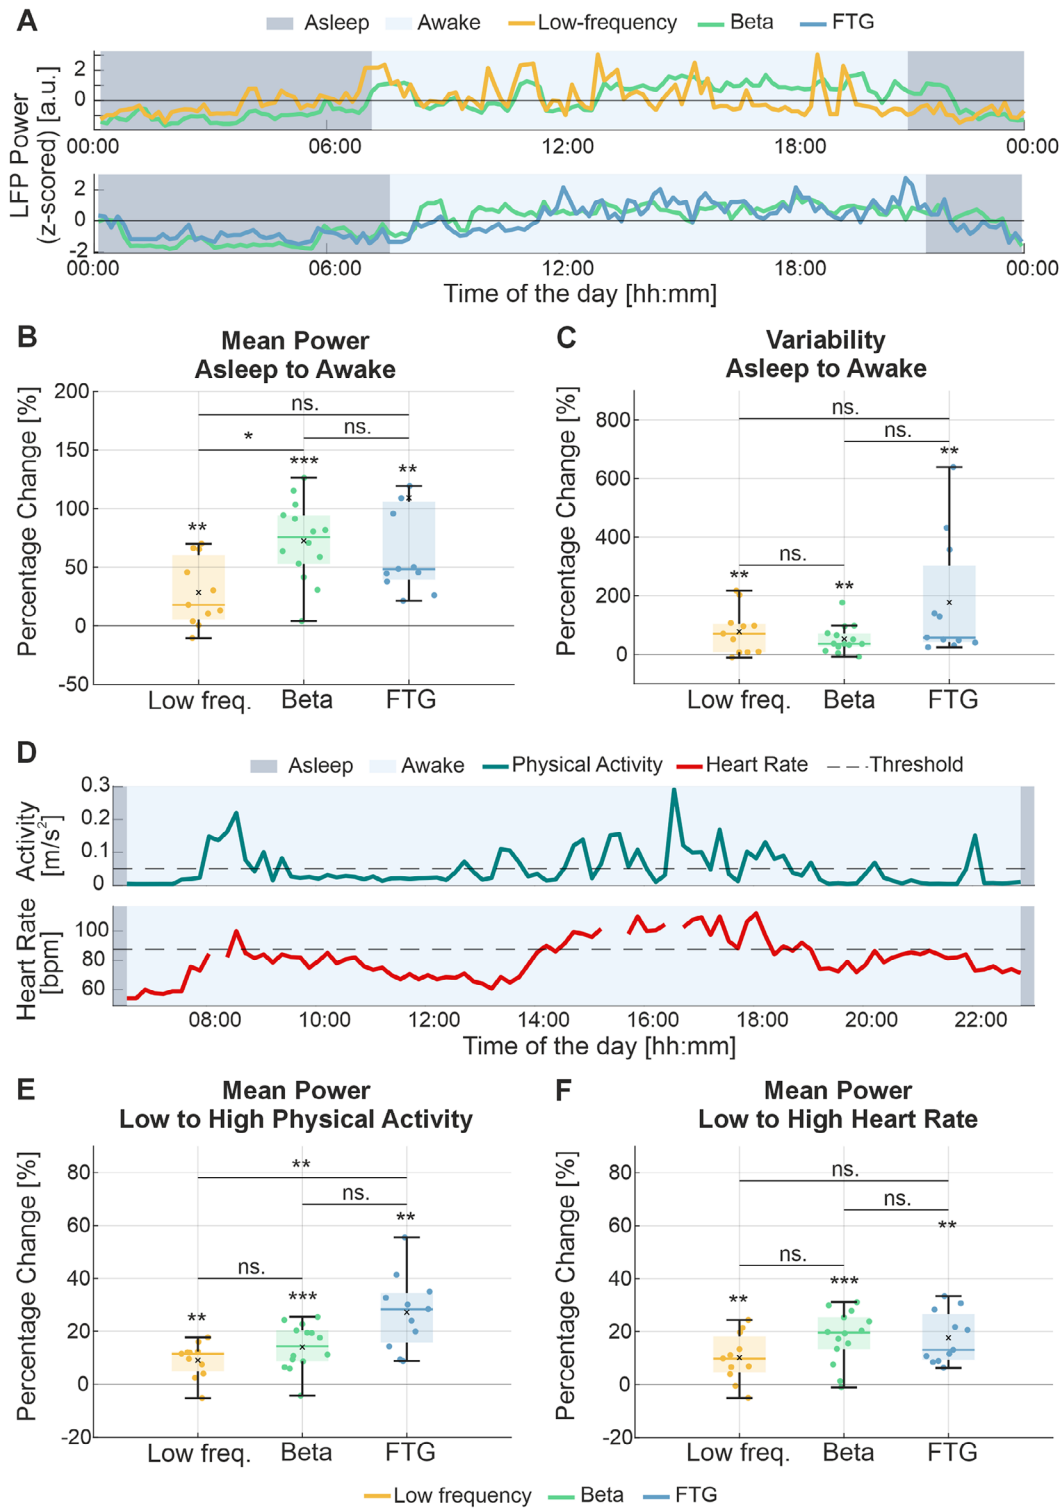 A
Asleep Awake Low-frequency Beta FTG
LFP Power
(z-scored) [a.u.]
2
0
00:00 06:00 12:00 18:00 00:00
2
0
-2
00:00 06:00 12:00 18:00 00:00
Time of the day [hh:mm]
B
Mean Power
Asleep to Awake
Percentage Change [%]
200
150
100
50
0
-50
ns.
ns.
*
***
**
**
Low freq. Beta FTG
C
Variability
Asleep to Awake
Percentage Change [%]
800
600
400
200
0
ns.
ns.
**
ns.
**
**
Low freq. Beta FTG
D
Asleep Awake Physical Activity Heart Rate Threshold
Activity
[m/s²]
0.3
0.2
0.1
0
Heart Rate
[bpm]
100
80
60
08:00 10:00 12:00 14:00 16:00 18:00 20:00 22:00
Time of the day [hh:mm]
E
Mean Power
Low to High Physical Activity
Percentage Change [%]
80
60
40
20
0
-20
**
ns.
**
ns.
***
**
Low freq. Beta FTG
F
Mean Power
Low to High Heart Rate
Percentage Change [%]
80
60
40
20
0
-20
ns.
ns.
**
ns.
***
**
Low freq. Beta FTG
Low frequency Beta FTG